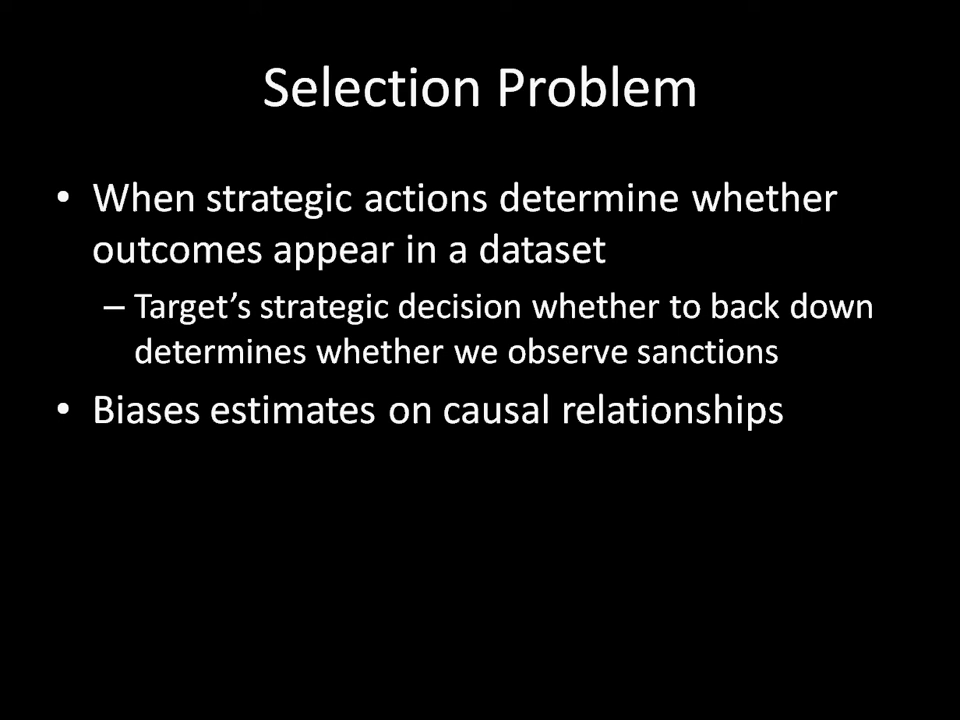 Selection Problem
• When strategic actions determine whether
outcomes appear in a dataset
– Target’s strategic decision whether to back down
determines whether we observe sanctions
• Biases estimates on causal relationships